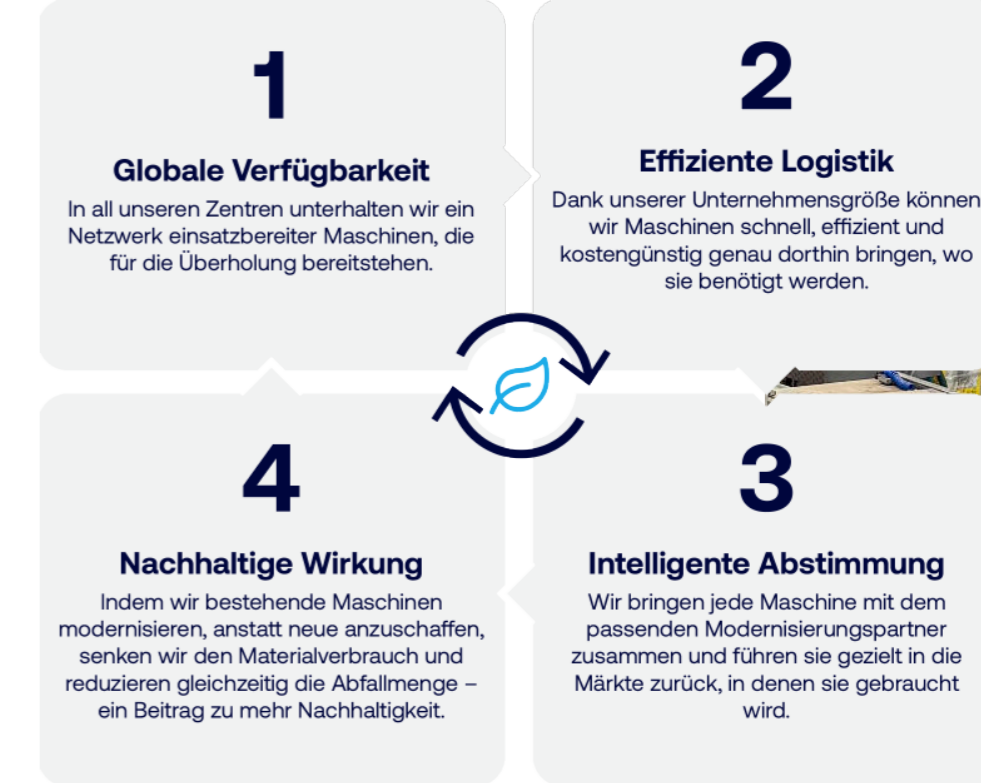 1
Globale Verfügbarkeit
In all unseren Zentren unterhalten wir ein
Netzwerk einsatzbereiter Maschinen, die
für die Überholung bereitstehen.
2
Effiziente Logistik
Dank unserer Unternehmensgröße können
wir Maschinen schnell, effizient und
kostengünstig genau dorthin bringen, wo
sie benötigt werden.
3
Intelligente Abstimmung
Wir bringen jede Maschine mit dem
passenden Modernisierungspartner
zusammen und führen sie gezielt in die
Märkte zurück, in denen sie gebraucht
wird.
4
Nachhaltige Wirkung
Indem wir bestehende Maschinen
modernisieren, anstatt neue anzuschaffen,
senken wir den Materialverbrauch und
reduzieren gleichzeitig die Abfallmenge –
ein Beitrag zu mehr Nachhaltigkeit.